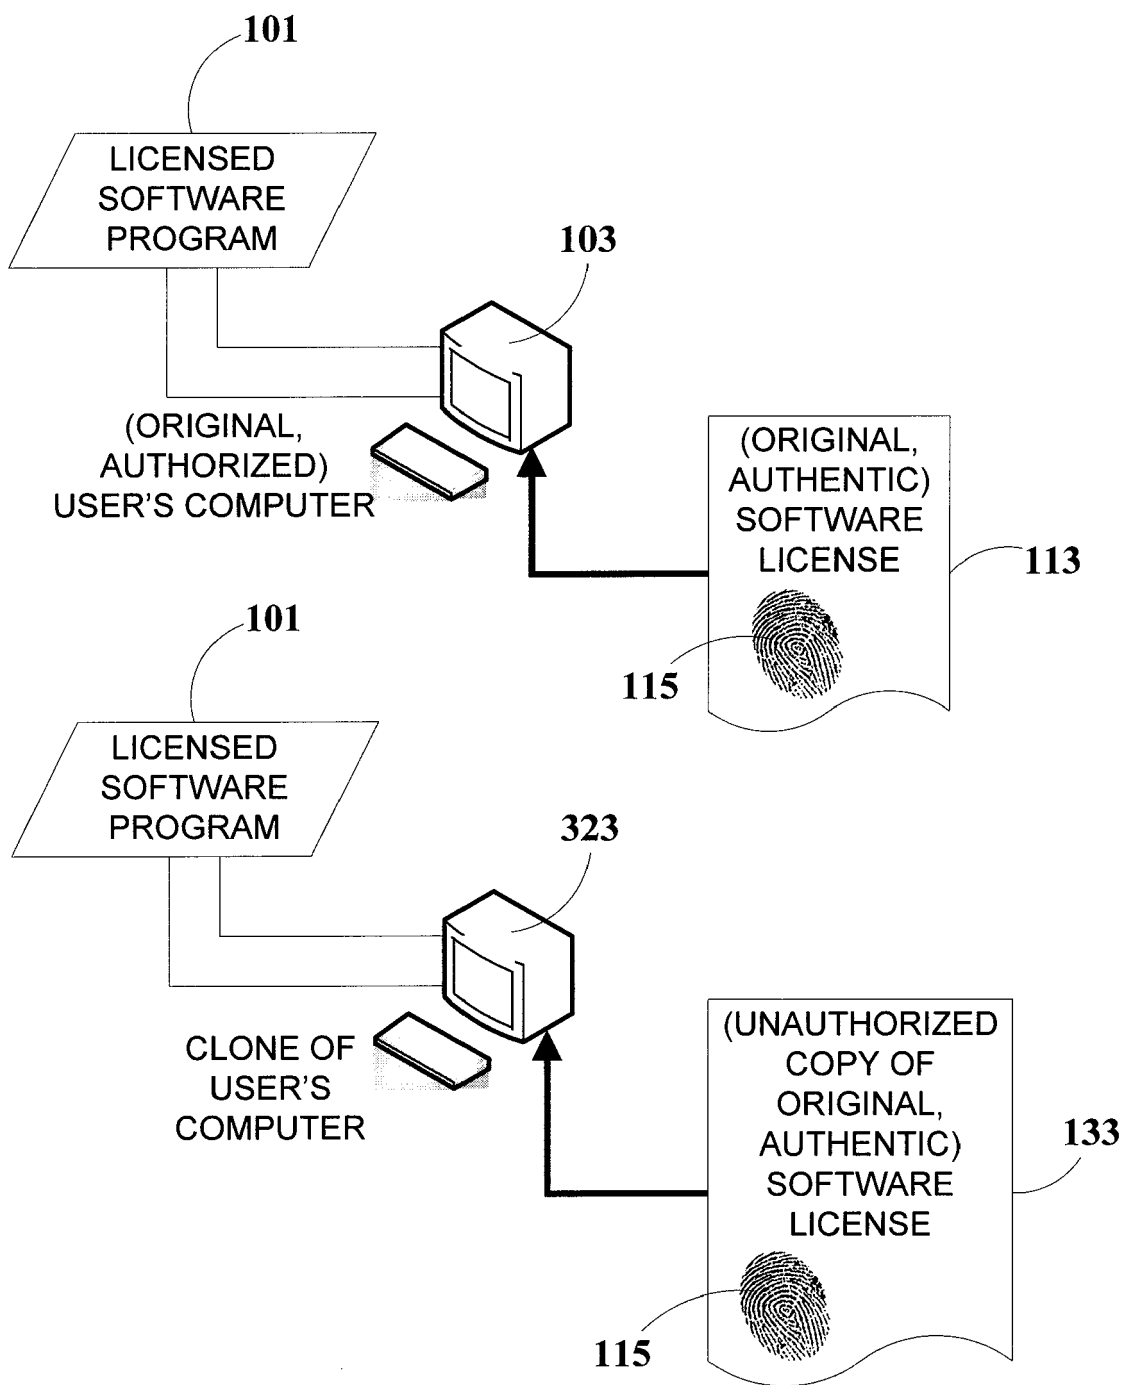 101
LICENSED
SOFTWARE
PROGRAM
103
(ORIGINAL,
AUTHORIZED)
USER'S COMPUTER
(ORIGINAL,
AUTHENTIC)
SOFTWARE
LICENSE
113
115
101
LICENSED
SOFTWARE
PROGRAM
323
CLONE OF
USER'S
COMPUTER
(UNAUTHORIZED
COPY OF
ORIGINAL,
AUTHENTIC)
SOFTWARE
LICENSE
133
115